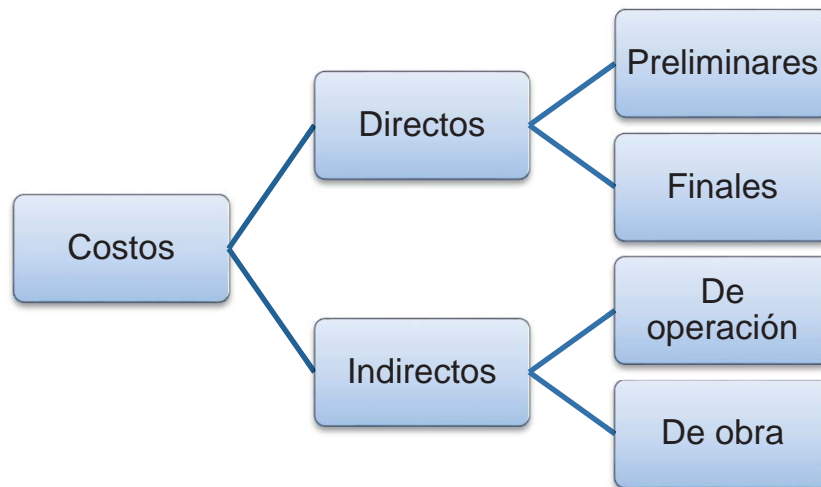 Costos
Directos
Preliminares
Finales
Indirectos
De
operación
De obra